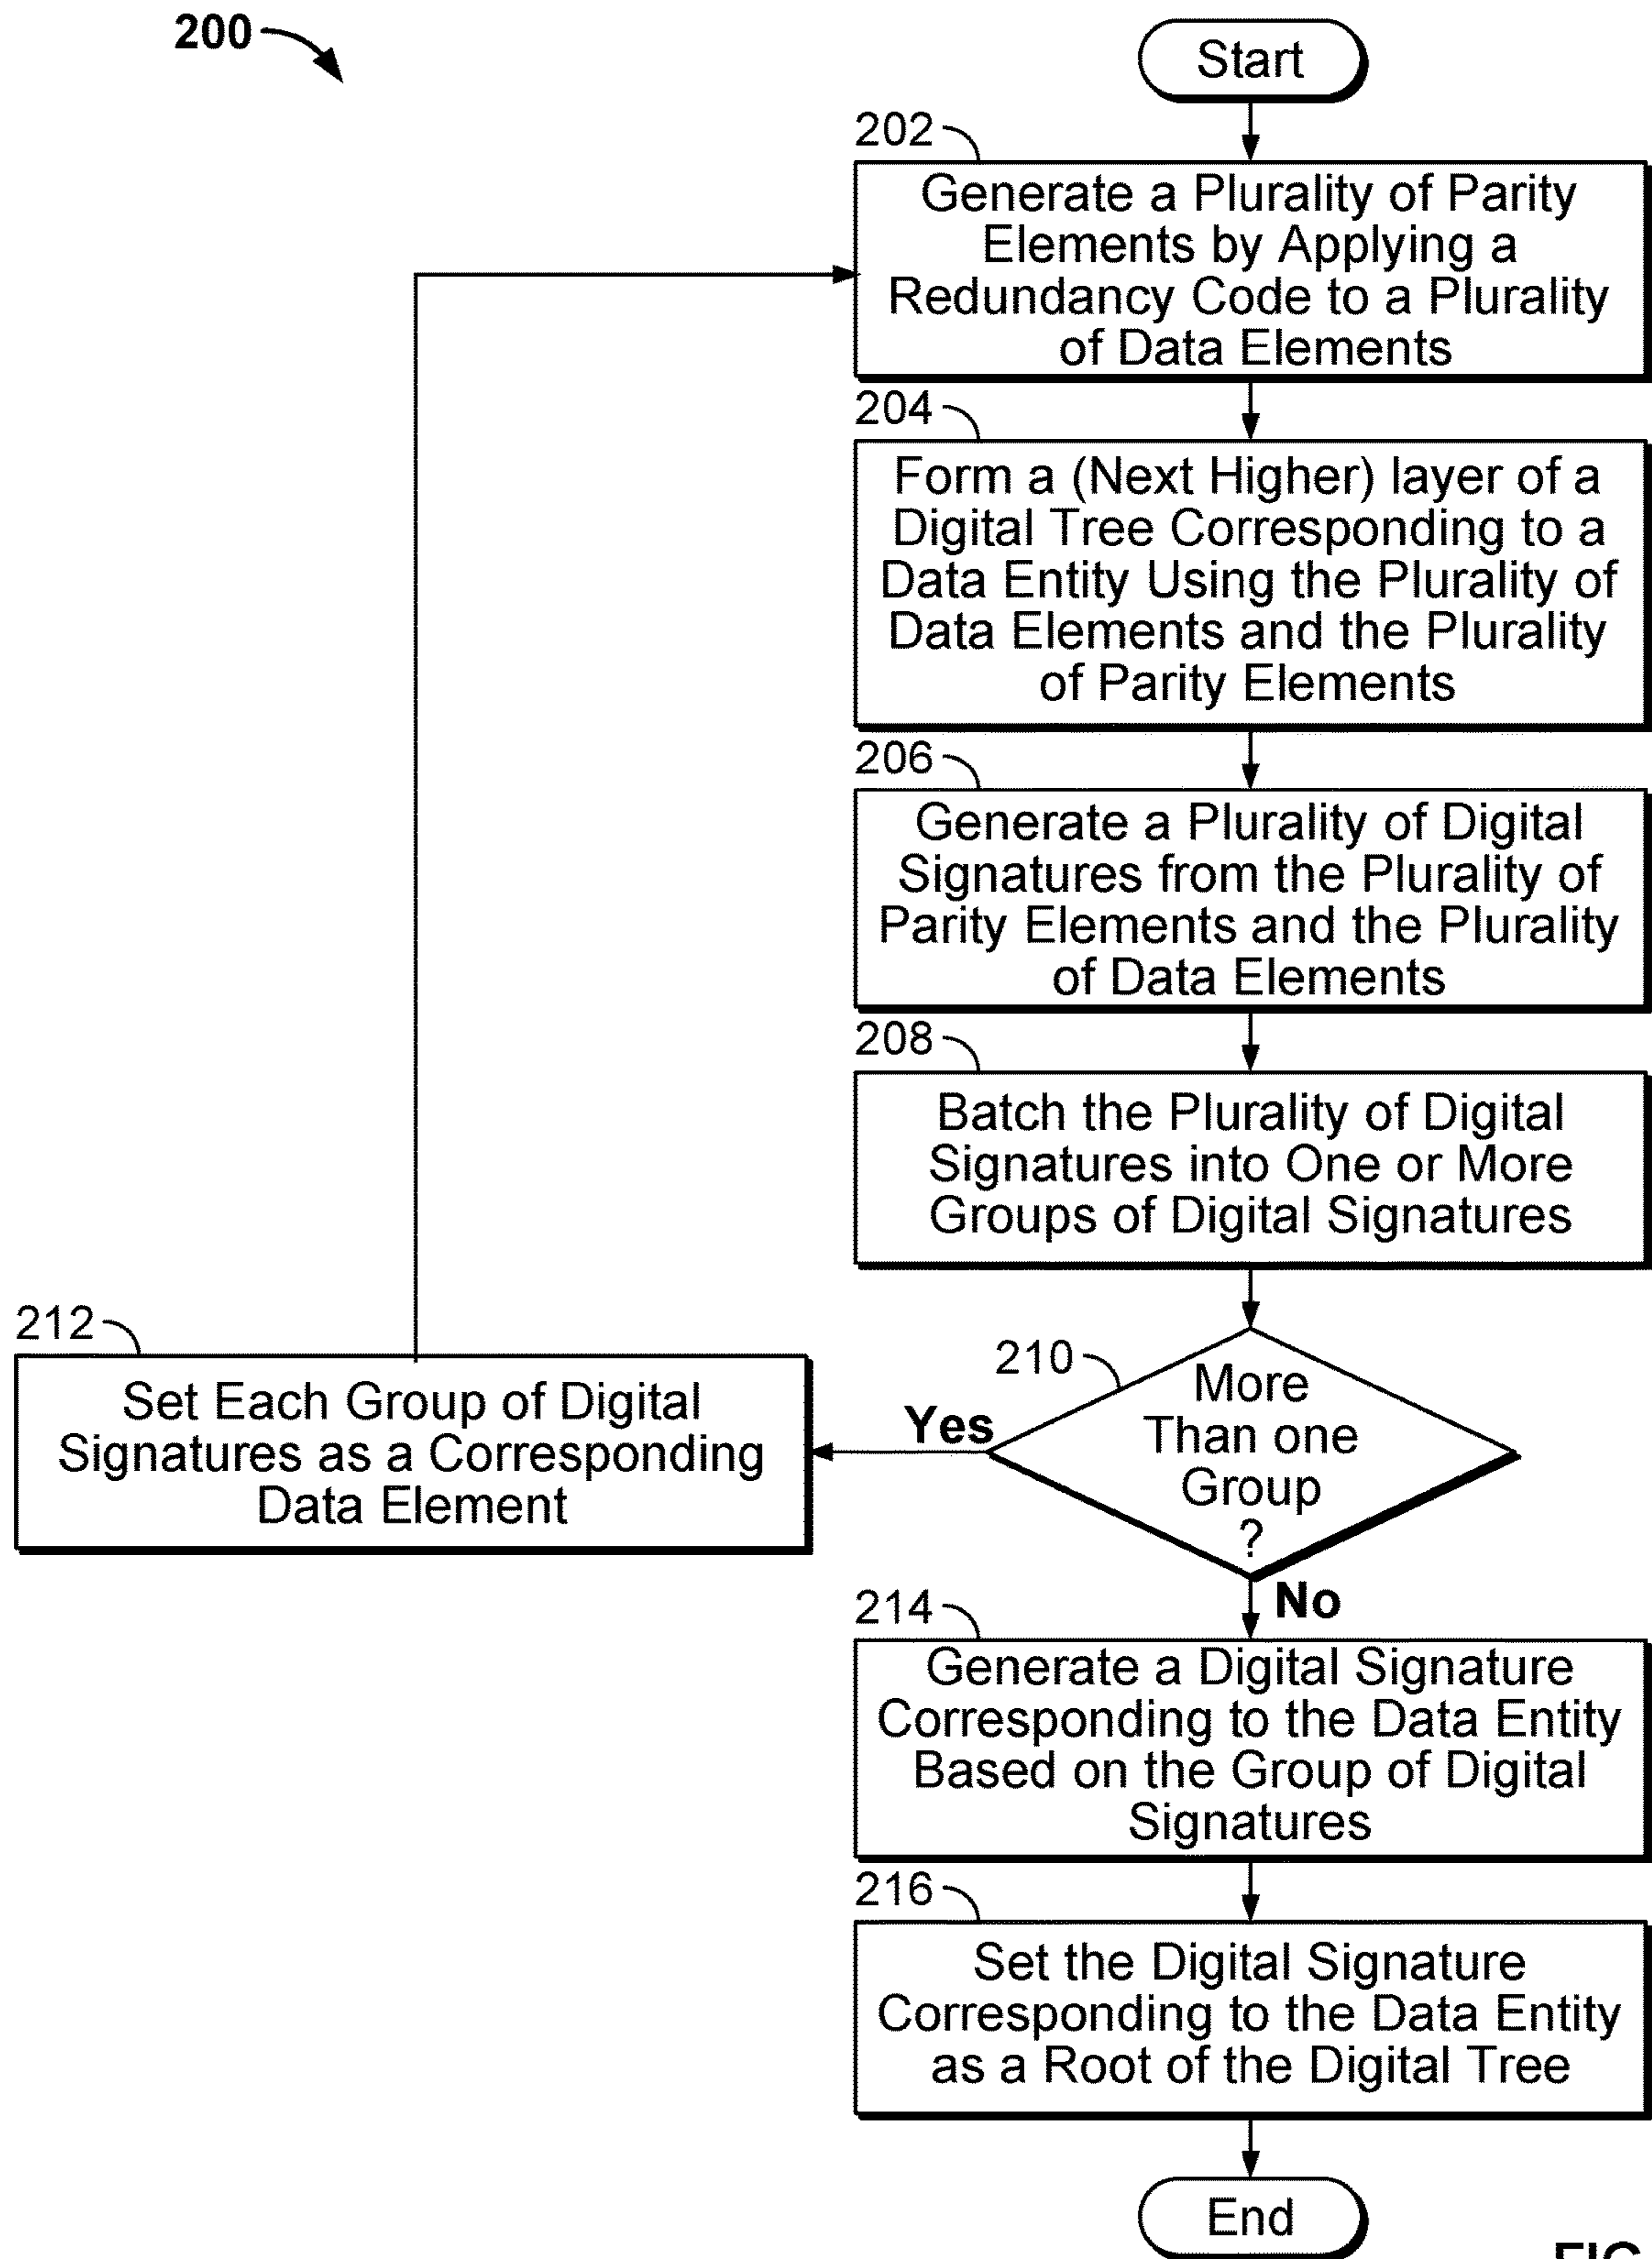 200
Start
202
Generate a Plurality of Parity
Elements by Applying a
Redundancy Code to a Plurality
of Data Elements
204
Form a (Next Higher) layer of a
Digital Tree Corresponding to a
Data Entity Using the Plurality of
Data Elements and the Plurality
of Parity Elements
206
Generate a Plurality of Digital
Signatures from the Plurality of
Parity Elements and the Plurality
of Data Elements
208
Batch the Plurality of Digital
Signatures into One or More
Groups of Digital Signatures
210
More
Than one
Group
?
Yes
212
Set Each Group of Digital
Signatures as a Corresponding
Data Element
No
214
Generate a Digital Signature
Corresponding to the Data Entity
Based on the Group of Digital
Signatures
216
Set the Digital Signature
Corresponding to the Data Entity
as a Root of the Digital Tree
End